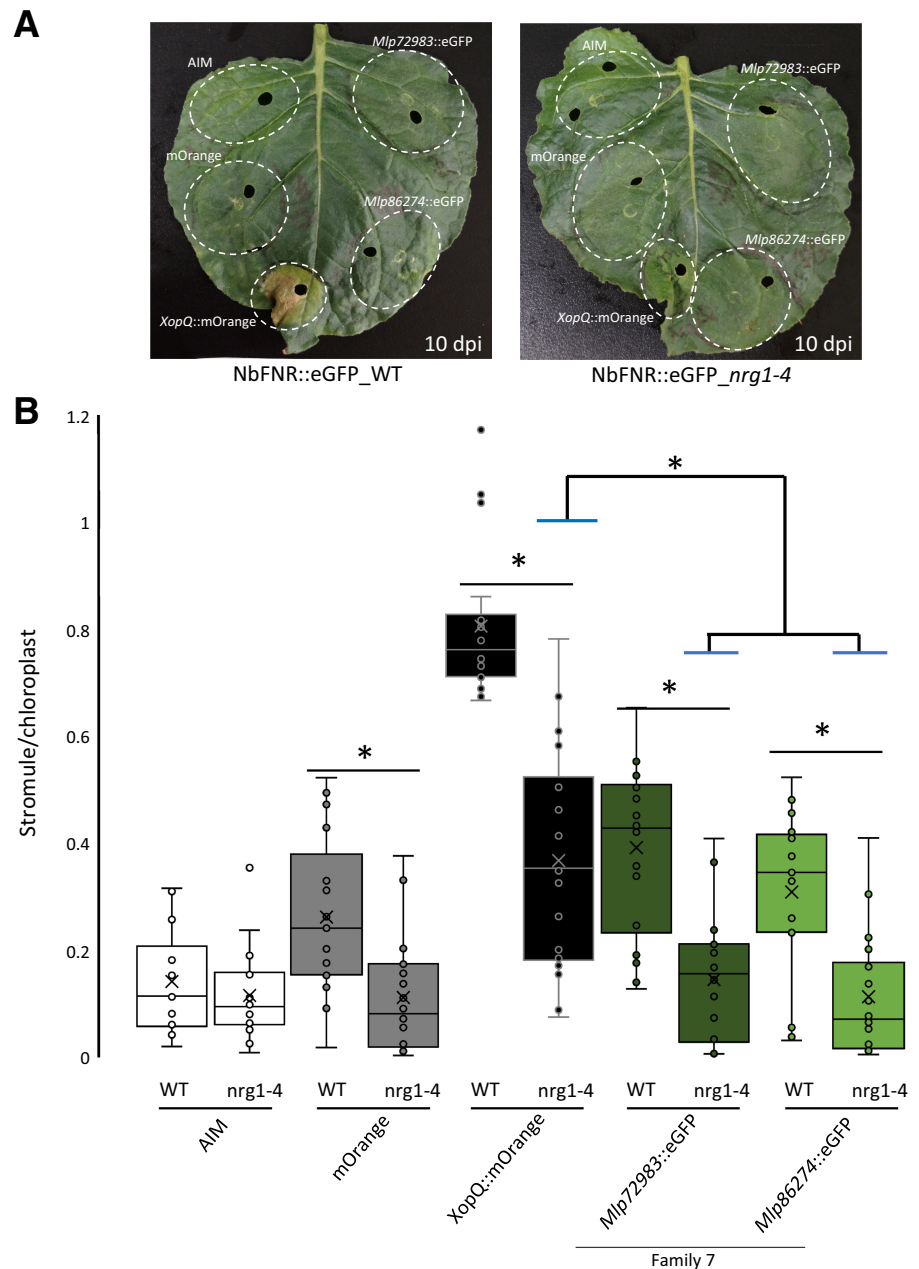 A
AIM
Mlp72983::eGFP
mOrange
Mlp86274::eGFP
XopQ::mOrange
10 dpi
NbFNR::eGFP_WT
AIM
Mlp72983::eGFP
mOrange
Mlp86274::eGFP
XopQ::mOrange
10 dpi
NbFNR::eGFP_nrg1-4
B
Stromule/chloroplast
1.2
1
0.8
0.6
0.4
0.2
0
*
*
*
*
*
WT nrg1-4 WT nrg1-4 WT nrg1-4 WT nrg1-4 WT nrg1-4
AIM
mOrange
XopQ::mOrange
Mlp72983::eGFP
Mlp86274::eGFP
Family 7